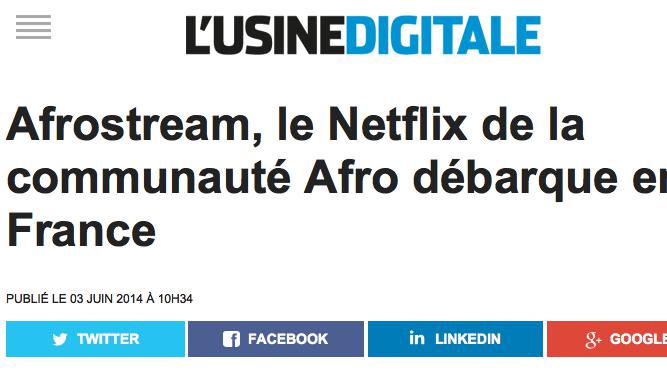 L'USINEDIGITALE
Afrostream, le Netflix de la
communauté Afro débarque en
France
PUBLIÉ LE 03 JUIN 2014 À 10H34
TWITTER FACEBOOK in LINKEDIN g+ GOOGLE